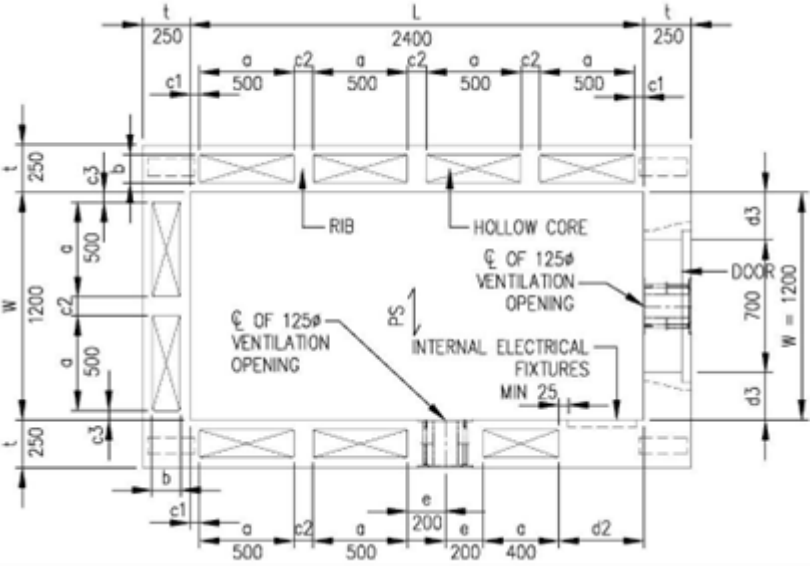 t L t
250 2400 250
a c2 a c2 a c2 a
c1 500 500 500 500 c1
t 250
c3
b
d3
RIB HOLLOW CORE
a 500
c2
W 1200
a 500
c3
t 250
℄ OF 125ø
VENTILATION
OPENING
DOOR
700
W = 1200
PS
℄ OF 125ø
VENTILATION
OPENING
INTERNAL ELECTRICAL
FIXTURES
MIN 25
d3
b
c1
e
200
a c2 a e a d2
500 500 200 400